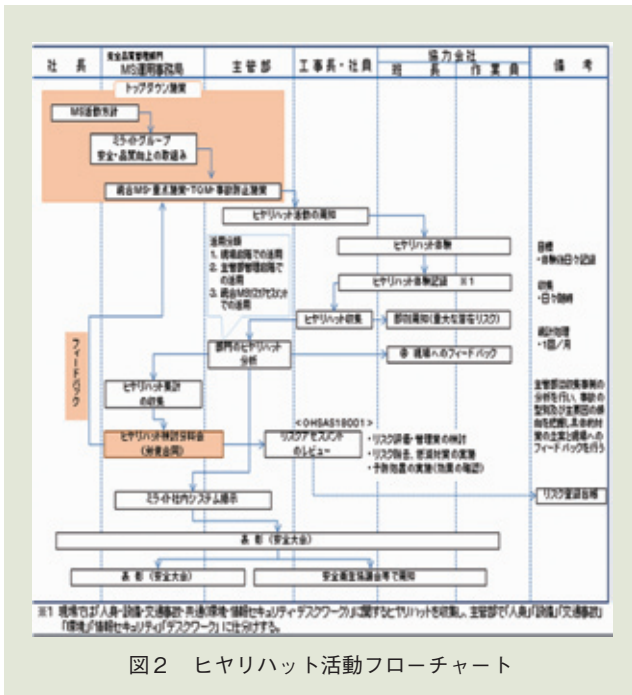 社 長
安全品質管理部門
MS運用事務局
主管部
工事長・社員
協力会社
班 長
作業員
備 考
トップダウン施策
MS活動方針
ミライトグループ
安全・品質向上の取組み
統合MS・重点施策・TQM・事故防止施策
ヒヤリハット活動の周知
活用分類
1. 現場段階での活用
2. 主管部管理段階での活用
3. 統合MS(リスクアセスメント)での活用
ヒヤリハット体験
ヒヤリハット体験記録 ※1
ヒヤリハット収集
部別周知(重大な潜在リスク)
部門のヒヤリハット
分析
現場へのフィードバック
目標
収集
統計処理
・1回/月
フィードバック
ヒヤリハット集計
の収集
ヒヤリハット検討分科会
(労使合同)
<OHSAS18001>
リスクアセスメント
のレビュー
・リスク評価・管理策の検討
・リスク除去、低減対策の実施
・予防処置の実施(効果の確認)
主管部は収集事例の
分析を行い、事故の
型別及び主要因の傾
向を把握し具体的対
策の立案と現場への
フィードバックを行う
リスク登録台帳
ミライト社内システム掲示
表 彰 (安全大会)
表 彰 (安全大会)
安全衛生協議会等で周知
※1 現場では「人身・設備・交通事故・共通(環境・情報セキュリティ・デスクワーク)」に関するヒヤリハットを収集し、主管部で「人身」「設備」「交通事故」
「環境」「情報セキュリティ」「デスクワーク」に仕分けする。
図2 ヒヤリハット活動フローチャート